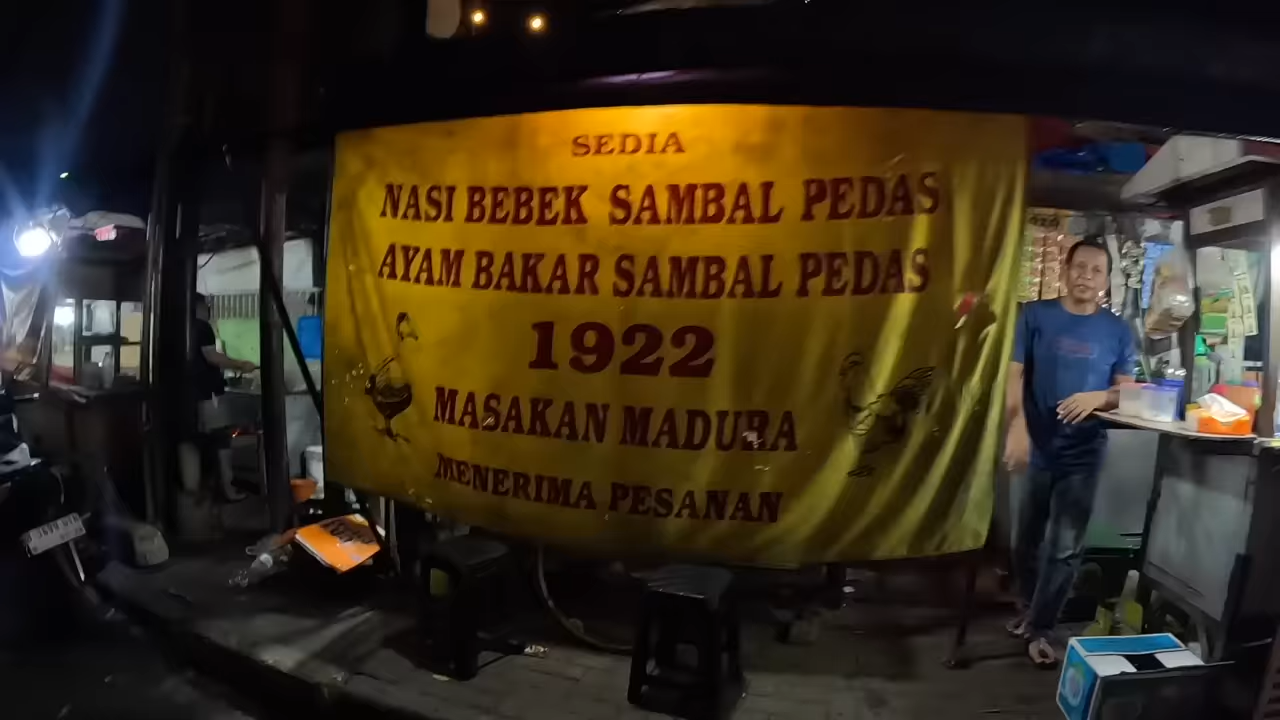 SEDIA
NASI BEBEK SAMBAL PEDAS
AYAM BAKAR SAMBAL PEDAS
1922
MASAKAN MADURA
MENERIMA PESANAN